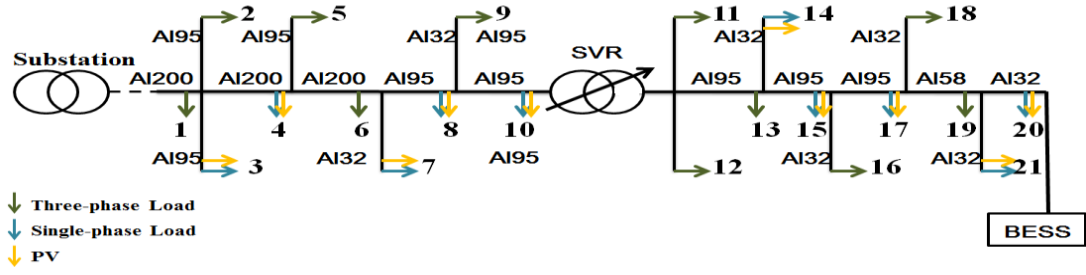 2 5 9 11 14 18
Al95 Al95 Al32 Al95 SVR Al32 Al32
Substation
Al200 Al200 Al200 Al95 Al95 Al95 Al95 Al95 Al58 Al32
1 4 6 8 10 13 15 17 19 20
Al95 Al32 Al95 Al32 Al32
3 7 12 16 21
Three-phase Load
Single-phase Load
PV
BESS